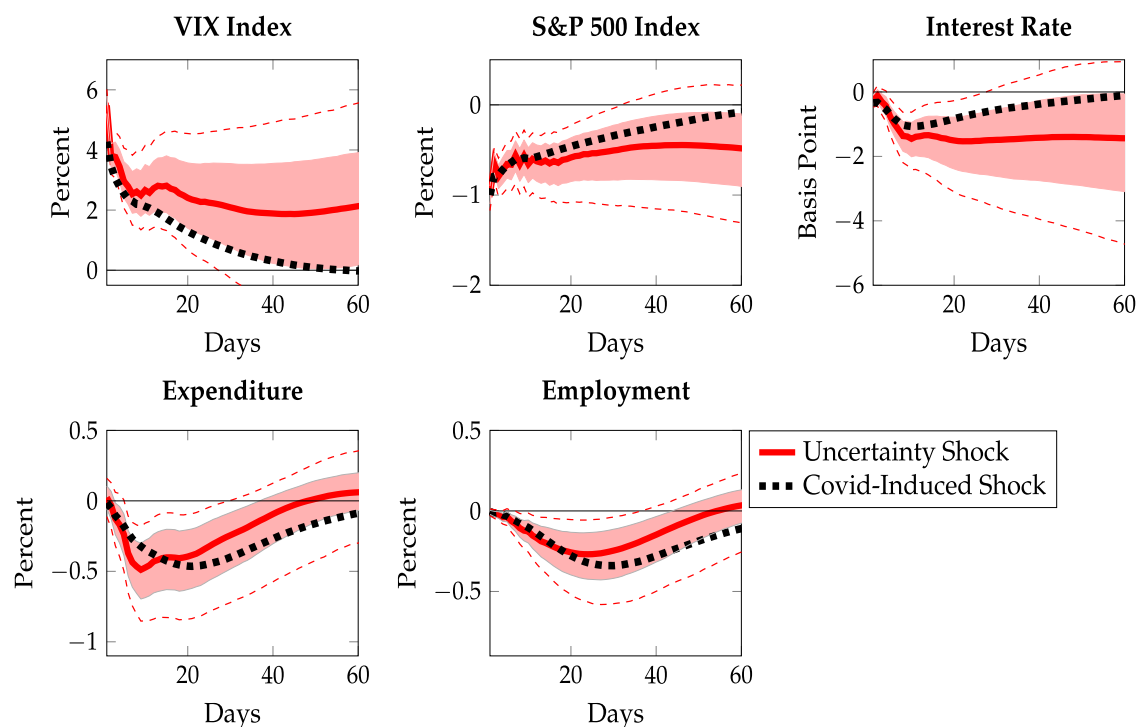 VIX Index
S&P 500 Index
Interest Rate
Percent
6
4
2
0
20
40
60
Days
Percent
0
−1
−2
20
40
60
Days
Basis Point
0
−2
−4
−6
20
40
60
Days
Expenditure
Employment
Percent
0.5
0
−0.5
−1
20
40
60
Days
Percent
0.5
0
−0.5
20
40
60
Days
Uncertainty Shock
Covid-Induced Shock